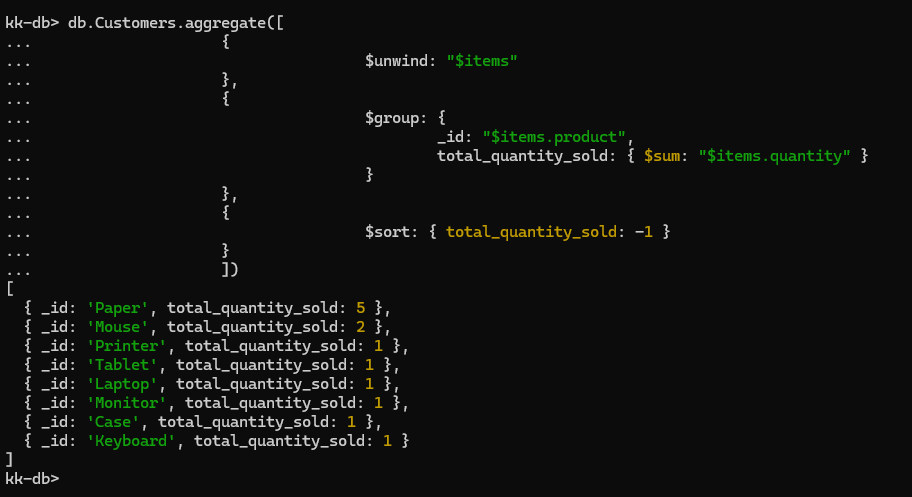 kk-db> db.Customers.aggregate([
... {
... $unwind: "$items"
... },
... {
... $group: {
... _id: "$items.product",
... total_quantity_sold: { $sum: "$items.quantity" }
... }
... },
... {
... $sort: { total_quantity_sold: -1 }
... }
... ])
[
{ _id: 'Paper', total_quantity_sold: 5 },
{ _id: 'Mouse', total_quantity_sold: 2 },
{ _id: 'Printer', total_quantity_sold: 1 },
{ _id: 'Tablet', total_quantity_sold: 1 },
{ _id: 'Laptop', total_quantity_sold: 1 },
{ _id: 'Monitor', total_quantity_sold: 1 },
{ _id: 'Case', total_quantity_sold: 1 },
{ _id: 'Keyboard', total_quantity_sold: 1 }
]
kk-db>